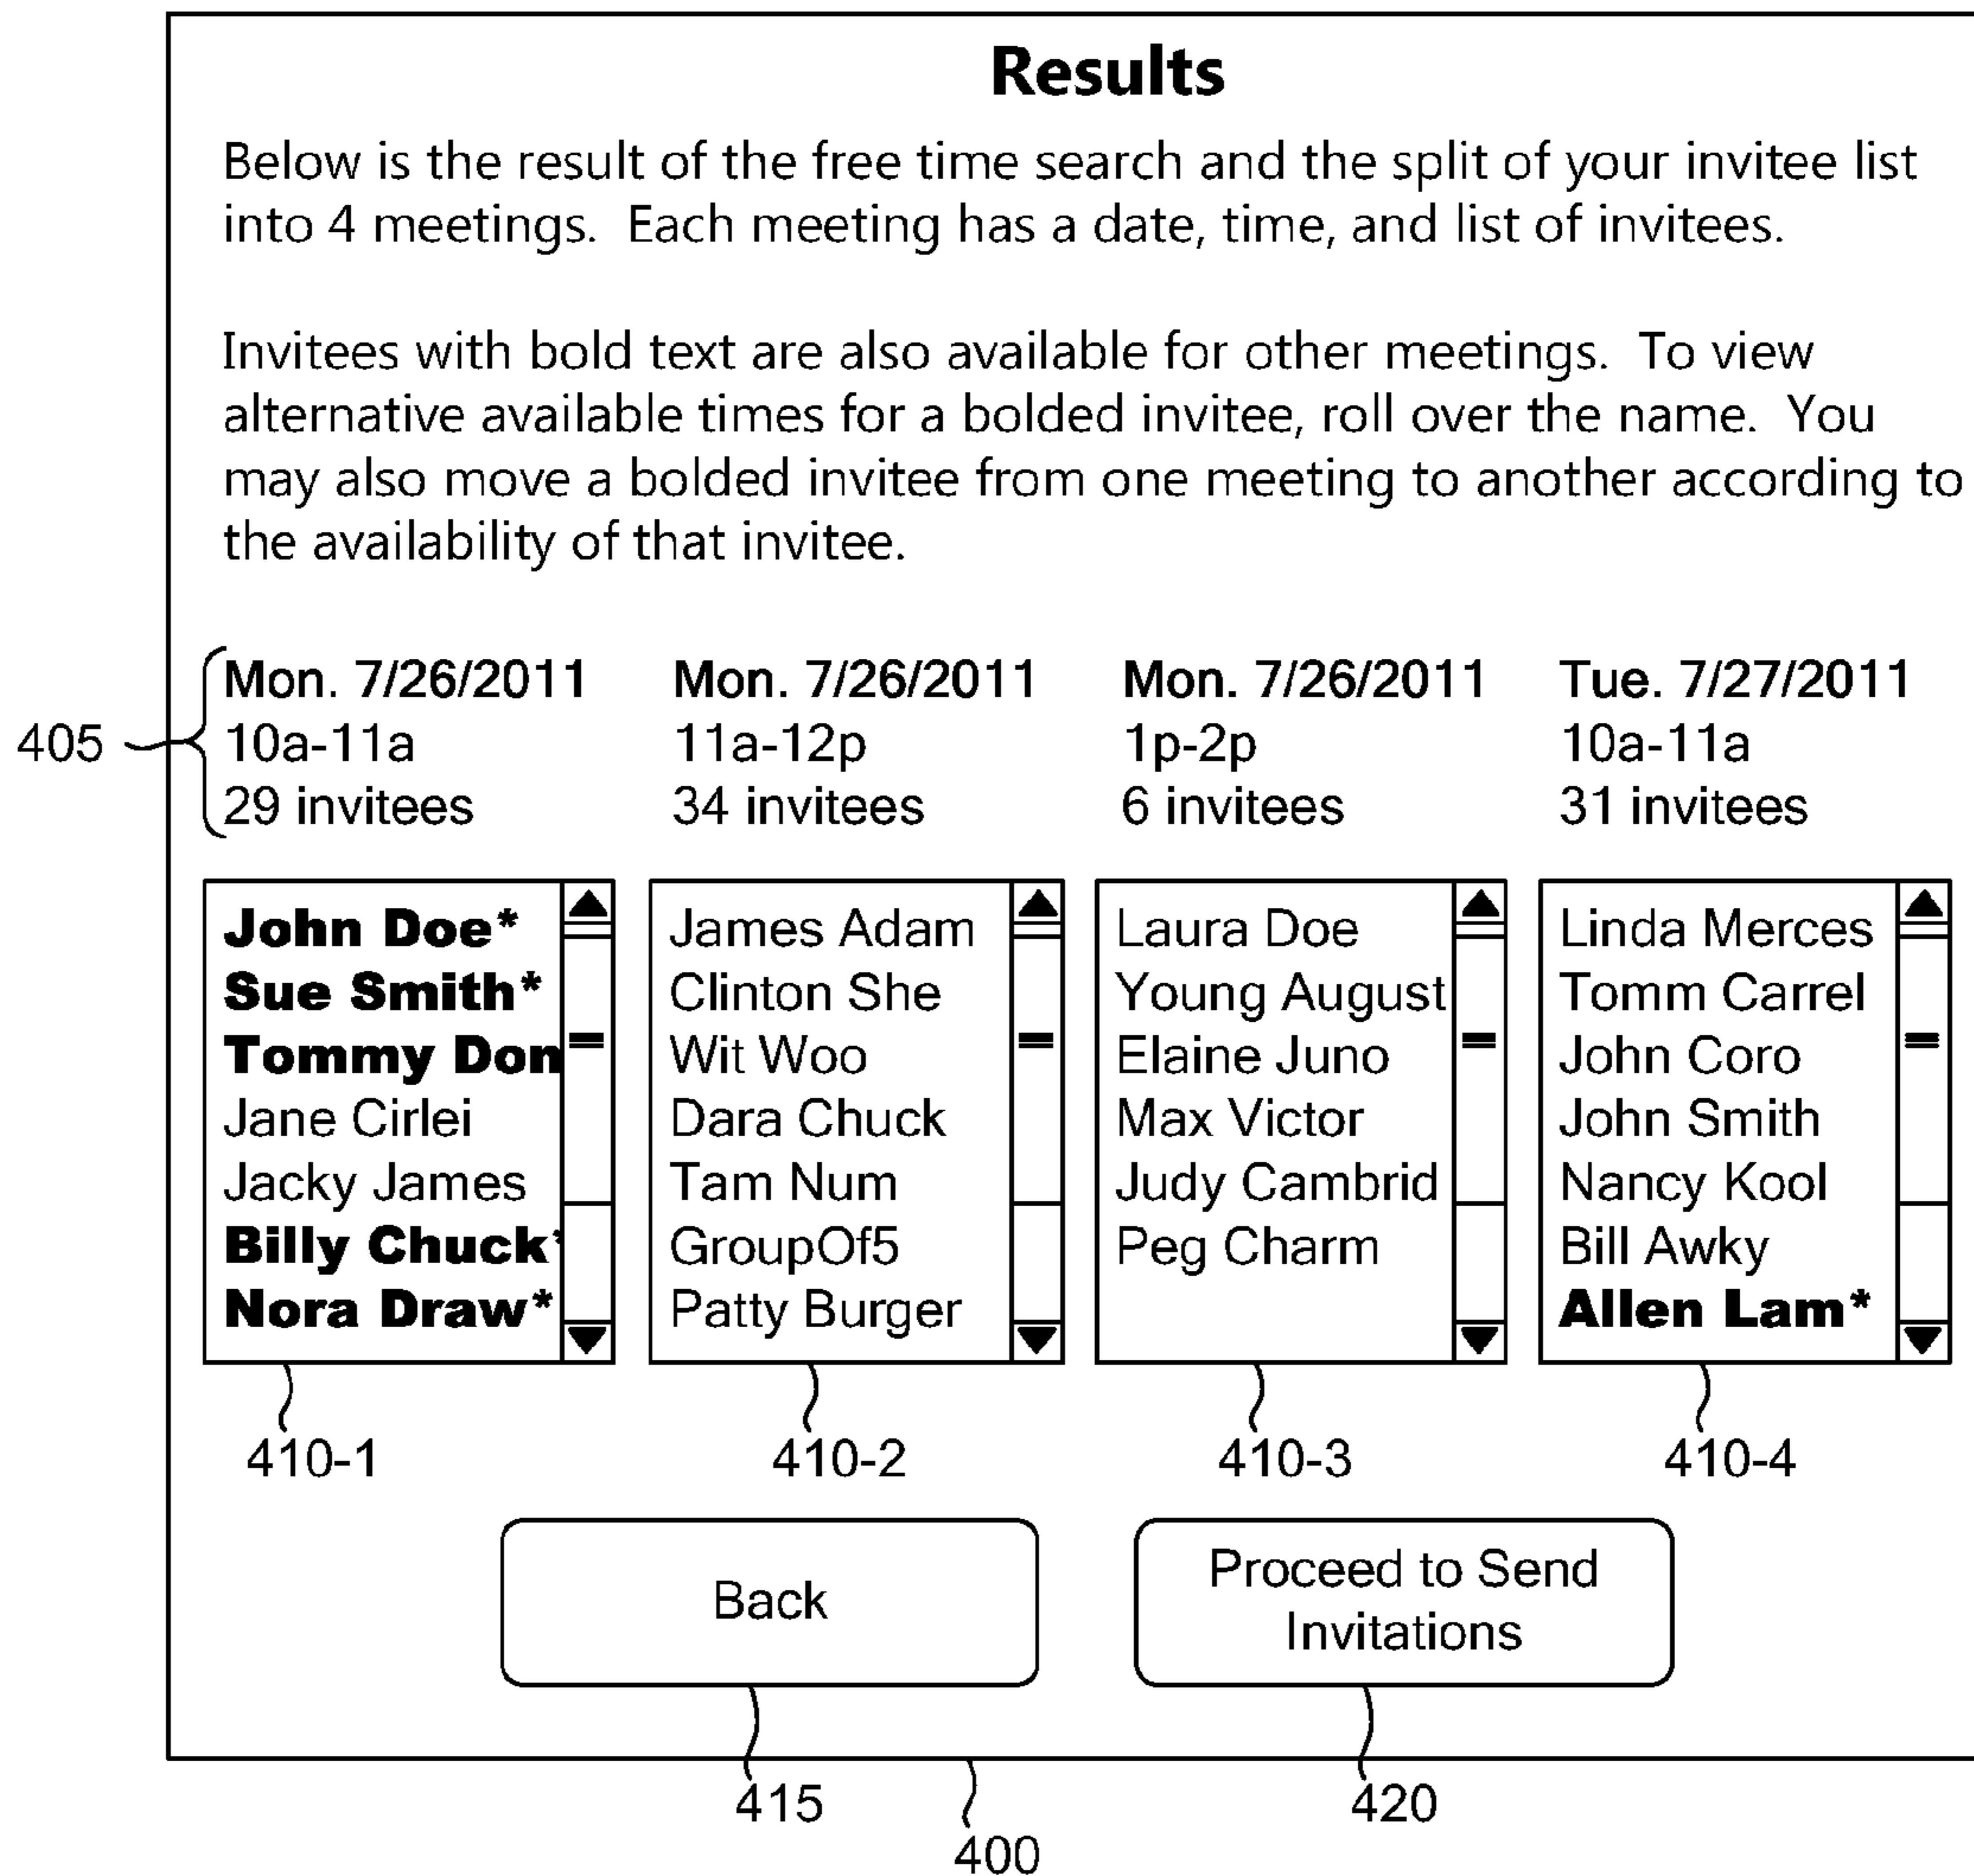 Results
Below is the result of the free time search and the split of your invitee list
into 4 meetings. Each meeting has a date, time, and list of invitees.
Invitees with bold text are also available for other meetings. To view
alternative available times for a bolded invitee, roll over the name. You
may also move a bolded invitee from one meeting to another according to
the availability of that invitee.
405
Mon. 7/26/2011
10a-11a
29 invitees
Mon. 7/26/2011
11a-12p
34 invitees
Mon. 7/26/2011
1p-2p
6 invitees
Tue. 7/27/2011
10a-11a
31 invitees
John Doe*
Sue Smith*
Tommy Don
Jane Cirlei
Jacky James
Billy Chuck*
Nora Draw*
James Adam
Clinton She
Wit Woo
Dara Chuck
Tam Num
GroupOf5
Patty Burger
Laura Doe
Young August
Elaine Juno
Max Victor
Judy Cambrid
Peg Charm
Linda Merces
Tomm Carrel
John Coro
John Smith
Nancy Kool
Bill Awky
Allen Lam*
410-1
410-2
410-3
410-4
Back
Proceed to Send
Invitations
415
420
400